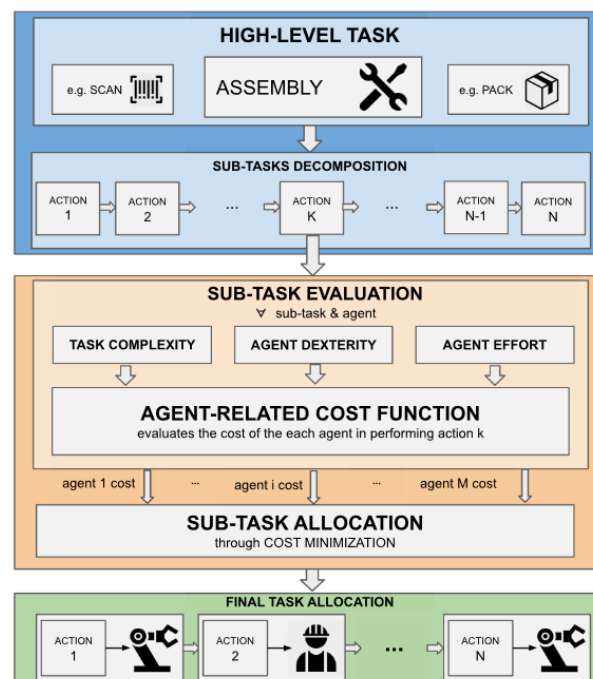 HIGH-LEVEL TASK
e.g. SCAN
ASSEMBLY
e.g. PACK
SUB-TASKS DECOMPOSITION
ACTION
1
ACTION
2
...
ACTION
K
...
ACTION
N-1
ACTION
N
SUB-TASK EVALUATION
∀ sub-task & agent
TASK COMPLEXITY
AGENT DEXTERITY
AGENT EFFORT
AGENT-RELATED COST FUNCTION
evaluates the cost of the each agent in performing action k
agent 1 cost
...
agent i cost
...
agent M cost
SUB-TASK ALLOCATION
through COST MINIMIZATION
FINAL TASK ALLOCATION
ACTION
1
ACTION
2
...
ACTION
N